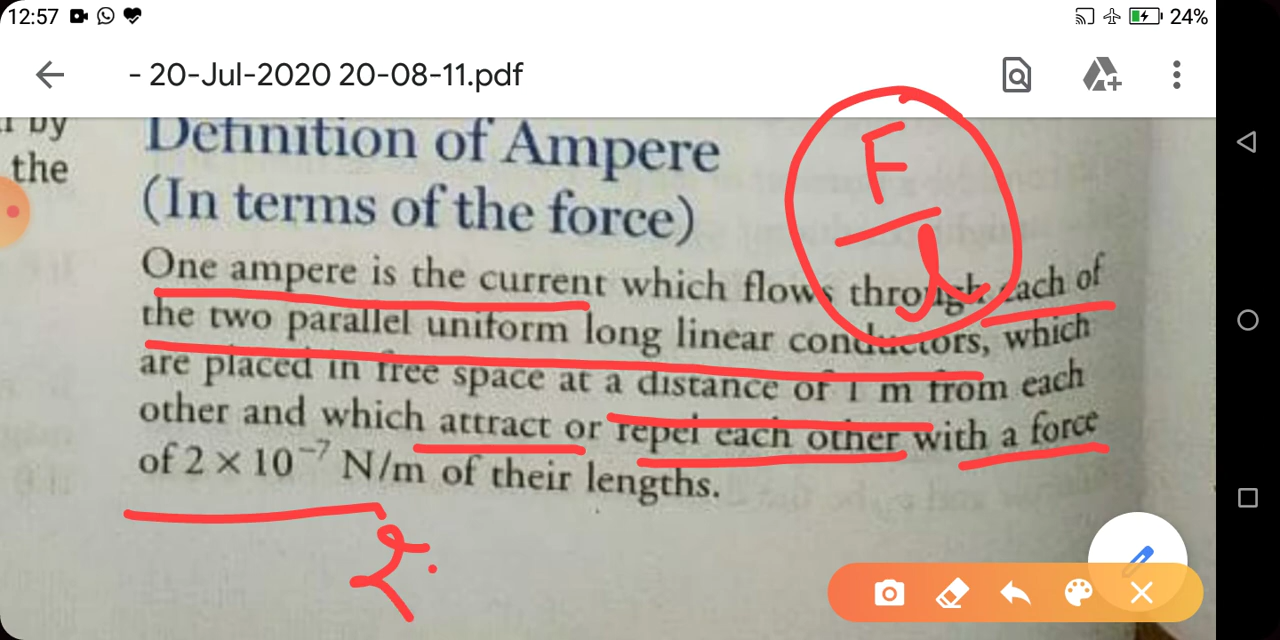 12:57
24%
- 20-Jul-2020 20-08-11.pdf
by
the
Definition of Ampere
(In terms of the force)
F
l
One ampere is the current which flows through each of
the two parallel uniform long linear conductors, which
are placed in free space at a distance of 1 m from each
other and which attract or repel each other with a force
of 2 × 10⁻⁷ N/m of their lengths.